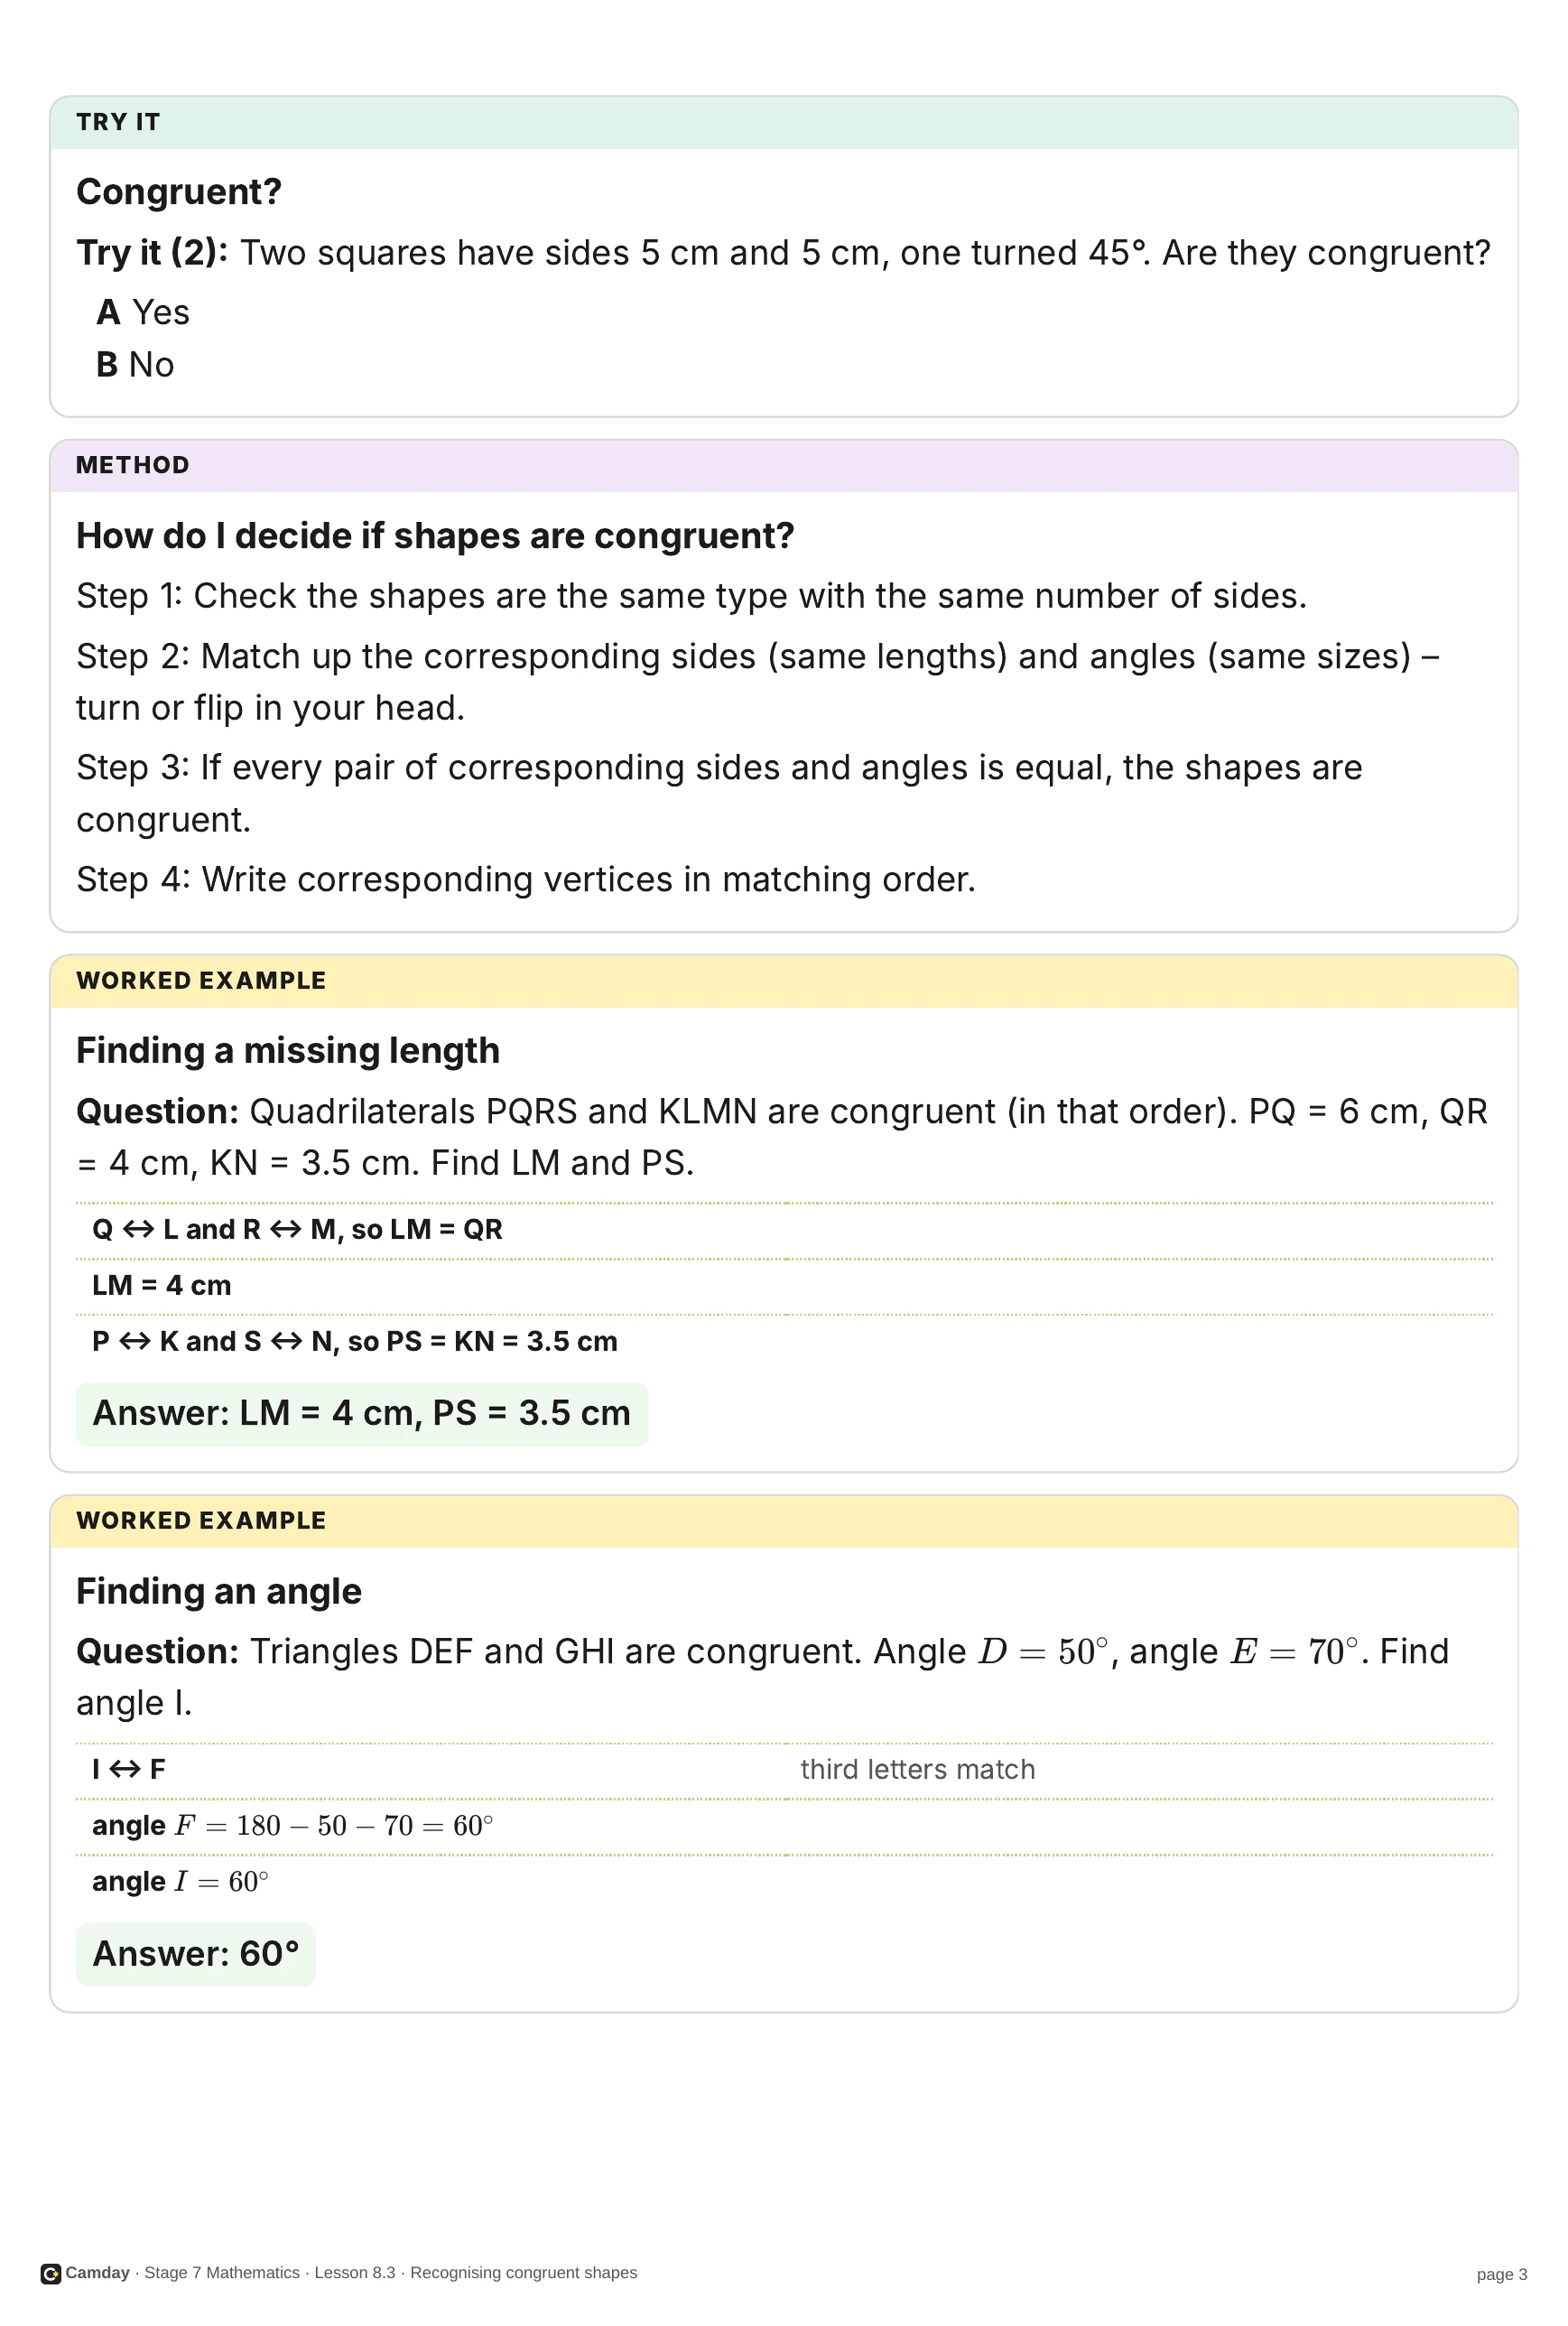 TRY IT
Congruent?
Try it (2): Two squares have sides 5 cm and 5 cm, one turned 45°. Are they congruent?
A Yes
B No
METHOD
How do I decide if shapes are congruent?
Step 1: Check the shapes are the same type with the same number of sides.
Step 2: Match up the corresponding sides (same lengths) and angles (same sizes) –
turn or flip in your head.
Step 3: If every pair of corresponding sides and angles is equal, the shapes are
congruent.
Step 4: Write corresponding vertices in matching order.
WORKED EXAMPLE
Finding a missing length
Question: Quadrilaterals PQRS and KLMN are congruent (in that order). PQ = 6 cm, QR
= 4 cm, KN = 3.5 cm. Find LM and PS.
Q ↔ L and R ↔ M, so LM = QR
LM = 4 cm
P ↔ K and S ↔ N, so PS = KN = 3.5 cm
Answer: LM = 4 cm, PS = 3.5 cm
WORKED EXAMPLE
Finding an angle
Question: Triangles DEF and GHI are congruent. Angle D = 50°, angle E = 70°. Find
angle I.
I ↔ F third letters match
angle F = 180 − 50 − 70 = 60°
angle I = 60°
Answer: 60°
Camday · Stage 7 Mathematics · Lesson 8.3 · Recognising congruent shapes page 3